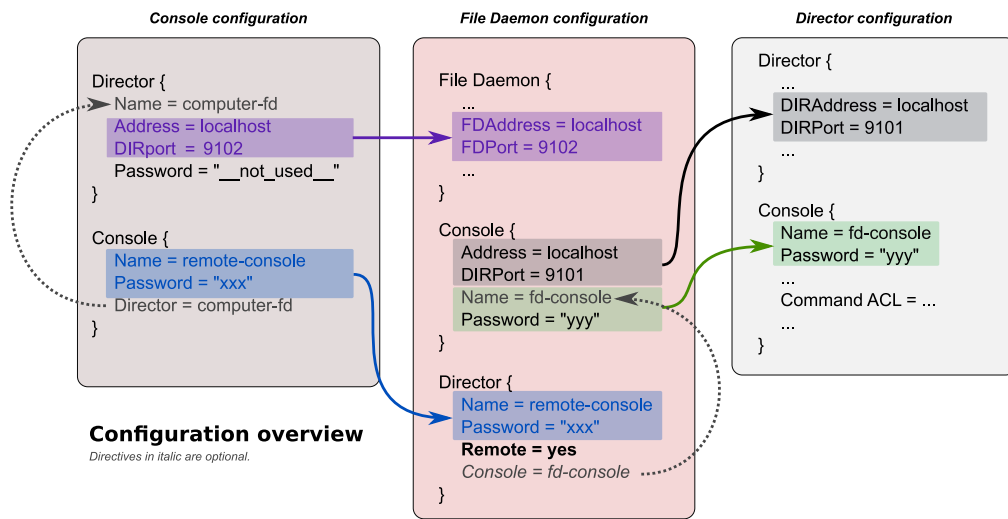 Console configuration
Director {
Name = computer-fd
Address = localhost
DIRport = 9102
Password = "__not_used__"
}
Console {
Name = remote-console
Password = "xxx"
Director = computer-fd
}
Configuration overview
Directives in italic are optional.
File Daemon configuration
File Daemon {
...
FDAddress = localhost
FDPort = 9102
...
}
Console {
Address = localhost
DIRPort = 9101
Name = fd-console
Password = "yyy"
}
Director {
Name = remote-console
Password = "xxx"
Remote = yes
Console = fd-console
}
Director configuration
Director {
...
DIRAddress = localhost
DIRPort = 9101
...
}
Console {
Name = fd-console
Password = "yyy"
...
Command ACL = ...
...
}